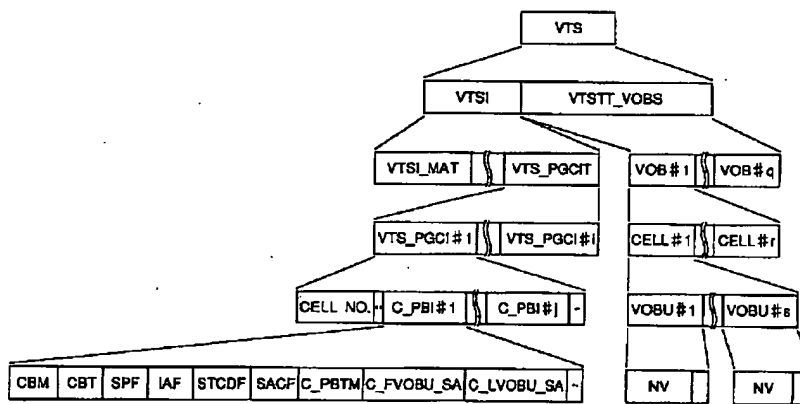 VTS
VTSI VTSTT_VOBS
VTSI_MAT VTS_PGCIT VOB#1 VOB#q
VTS_PGCI#1 VTS_PGCI#i CELL#1 CELL#r
CELL NO. C_PBI#1 C_PBI#j VOBU#1 VOBU#s
CBM CBT SPF IAF STCDF SACF C_PBTM C_FVOBU_SA C_LVOBU_SA NV NV